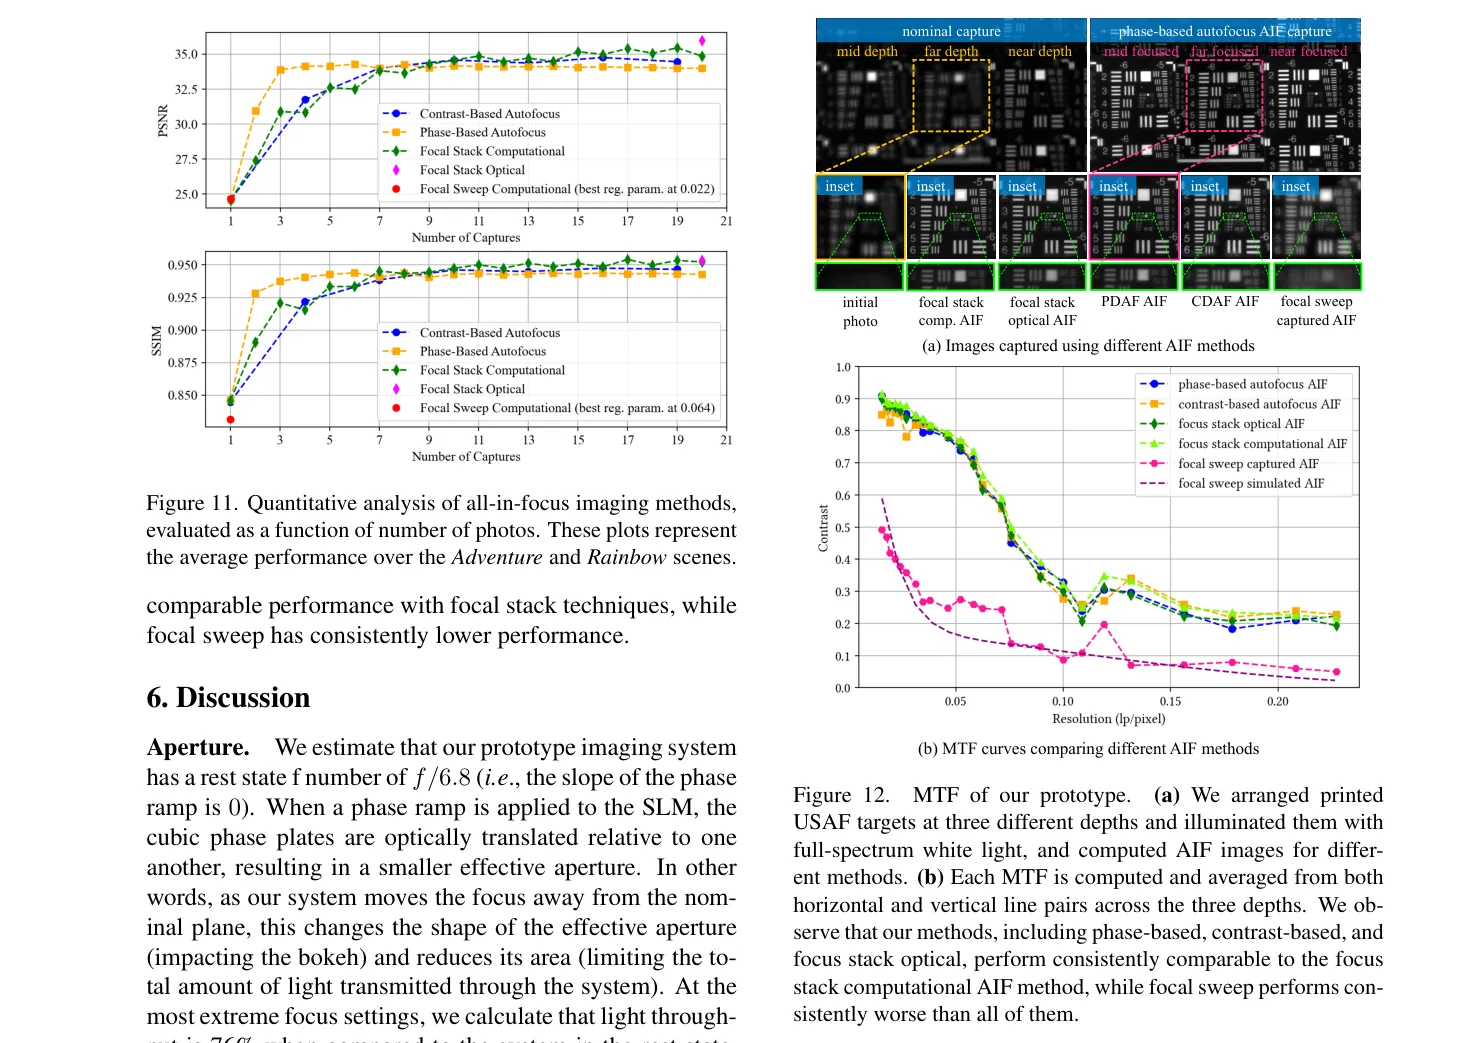 35.0
32.5
30.0
27.5
25.0
PSNR
Contrast-Based Autofocus
Phase-Based Autofocus
Focal Stack Computational
Focal Stack Optical
Focal Sweep Computational (best reg. param. at 0.022)
1 3 5 7 9 11 13 15 17 19 21
Number of Captures
0.950
0.925
0.900
0.875
0.850
SSIM
Contrast-Based Autofocus
Phase-Based Autofocus
Focal Stack Computational
Focal Stack Optical
Focal Sweep Computational (best reg. param. at 0.064)
1 3 5 7 9 11 13 15 17 19 21
Number of Captures
Figure 11. Quantitative analysis of all-in-focus imaging methods,
evaluated as a function of number of photos. These plots represent
the average performance over the Adventure and Rainbow scenes.
comparable performance with focal stack techniques, while
focal sweep has consistently lower performance.
6. Discussion
Aperture. We estimate that our prototype imaging system
has a rest state f number of f/6.8 (i.e., the slope of the phase
ramp is 0). When a phase ramp is applied to the SLM, the
cubic phase plates are optically translated relative to one
another, resulting in a smaller effective aperture. In other
words, as our system moves the focus away from the nom-
inal plane, this changes the shape of the effective aperture
(impacting the bokeh) and reduces its area (limiting the to-
tal amount of light transmitted through the system). At the
most extreme focus settings, we calculate that light through-
put is 76% when compared to the system in the rest state.
nominal capture
phase-based autofocus AIF capture
mid depth far depth near depth
mid focused far focused near focused
inset inset inset inset inset inset
initial
photo
focal stack
comp. AIF
focal stack
optical AIF
PDAF AIF
CDAF AIF
focal sweep
captured AIF
(a) Images captured using different AIF methods
1.0
0.9
0.8
0.7
0.6
0.5
0.4
0.3
0.2
0.1
0.0
Contrast
phase-based autofocus AIF
contrast-based autofocus AIF
focus stack optical AIF
focus stack computational AIF
focal sweep captured AIF
focal sweep simulated AIF
0.05 0.10 0.15 0.20
Resolution (lp/pixel)
(b) MTF curves comparing different AIF methods
Figure 12. MTF of our prototype. (a) We arranged printed
USAF targets at three different depths and illuminated them with
full-spectrum white light, and computed AIF images for differ-
ent methods. (b) Each MTF is computed and averaged from both
horizontal and vertical line pairs across the three depths. We ob-
serve that our methods, including phase-based, contrast-based, and
focus stack optical, perform consistently comparable to the focus
stack computational AIF method, while focal sweep performs con-
sistently worse than all of them.